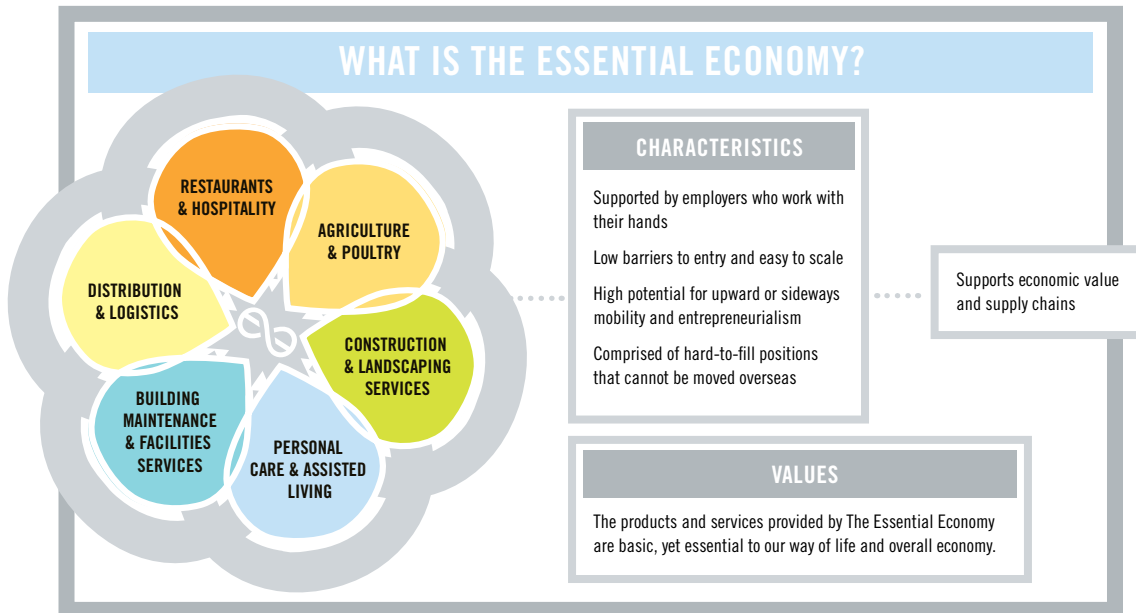 WHAT IS THE ESSENTIAL ECONOMY?
RESTAURANTS
& HOSPITALITY
AGRICULTURE
& POULTRY
DISTRIBUTION
& LOGISTICS
CONSTRUCTION
& LANDSCAPING
SERVICES
BUILDING
MAINTENANCE
& FACILITIES
SERVICES
PERSONAL
CARE & ASSISTED
LIVING
CHARACTERISTICS
Supported by employers who work with
their hands
Low barriers to entry and easy to scale
High potential for upward or sideways
mobility and entrepreneurialism
Comprised of hard-to-fill positions
that cannot be moved overseas
Supports economic value
and supply chains
VALUES
The products and services provided by The Essential Economy
are basic, yet essential to our way of life and overall economy.